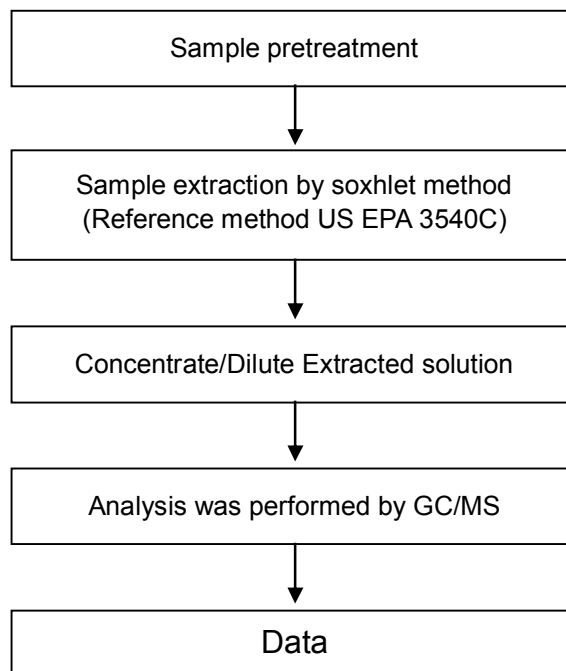 Sample pretreatment
Sample extraction by soxhlet method
(Reference method US EPA 3540C)
Concentrate/Dilute Extracted solution
Analysis was performed by GC/MS
Data